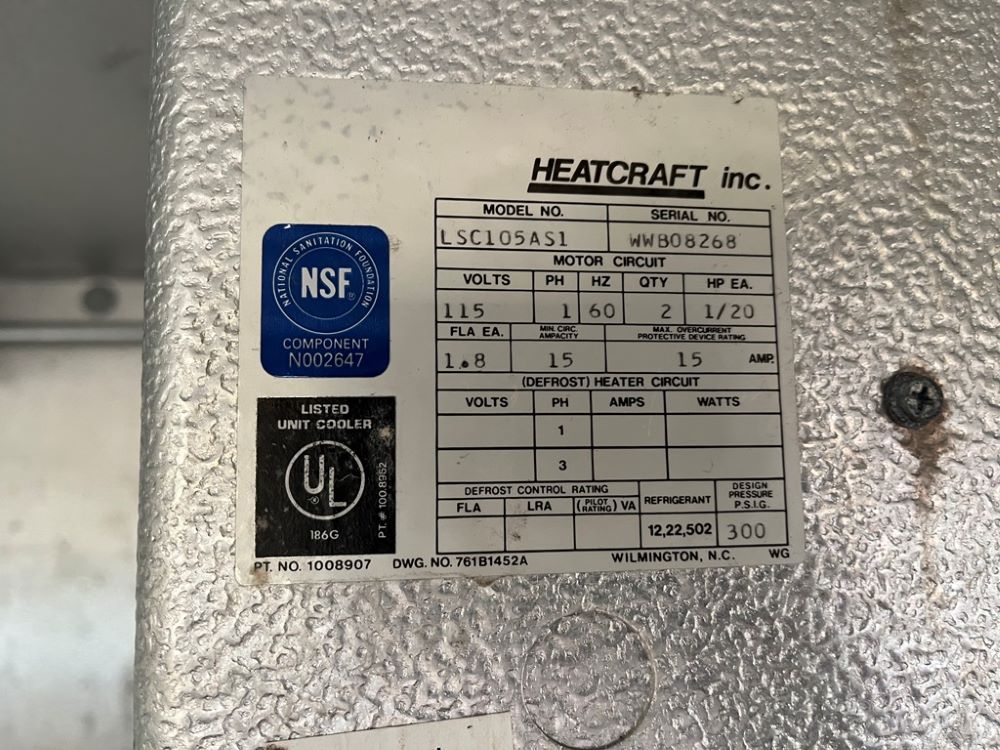 HEATCRAFT inc.
MODEL NO. SERIAL NO.
LSC105AS1 WWB08268
MOTOR CIRCUIT
VOLTS PH HZ QTY HP EA.
115 1 60 2 1/20
FLA EA. MIN. CIRC. AMPACITY MAX. OVERCURRENT PROTECTIVE DEVICE RATING
1.8 15 15 AMP.
(DEFROST) HEATER CIRCUIT
VOLTS PH AMPS WATTS
1
3
DEFROST CONTROL RATING REFRIGERANT DESIGN PRESSURE P.S.I.G.
FLA LRA (PILOT RATING) VA
12,22,502 300
NATIONAL SANITATION FOUNDATION
NSF®
COMPONENT
N002647
LISTED
UNIT COOLER
UL®
186G
PT. # 100.8952
PT. NO. 1008907 DWG. NO. 761B1452A WILMINGTON, N.C. WG